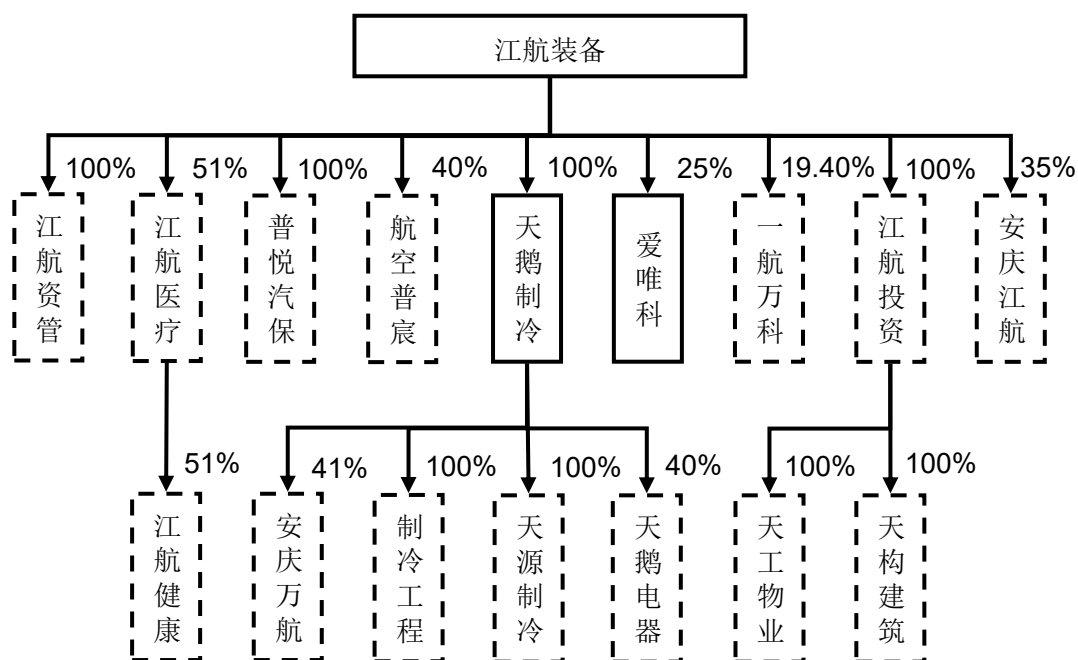 江航装备
100%
51%
100%
40%
100%
25%
19.40%
100%
35%
江航资管
江航医疗
普悦汽保
航空普宸
天鹅制冷
爱唯科
一航万科
江航投资
安庆江航
51%
41%
100%
100%
40%
100%
100%
江航健康
安庆万航
制冷工程
天源制冷
天鹅电器
天工物业
天构建筑